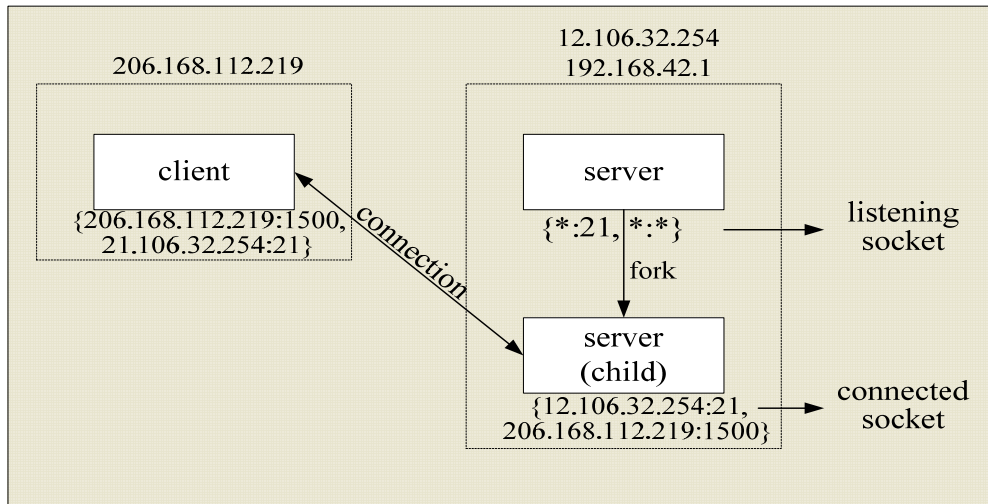 206.168.112.219
client
{206.168.112.219:1500,
21.106.32.254:21}
connection
12.106.32.254
192.168.42.1
server
{*:21, *:*}
listening
socket
fork
server
(child)
{12.106.32.254:21,
206.168.112.219:1500}
connected
socket